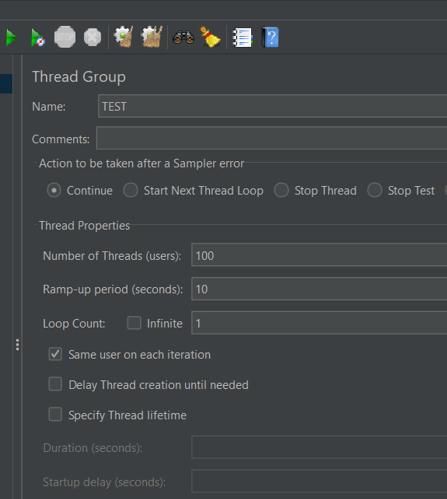 Thread Group
Name: TEST
Comments:
Action to be taken after a Sampler error
Continue Start Next Thread Loop Stop Thread Stop Test
Thread Properties
Number of Threads (users): 100
Ramp-up period (seconds): 10
Loop Count: Infinite 1
Same user on each iteration
Delay Thread creation until needed
Specify Thread lifetime
Duration (seconds):
Startup delay (seconds):